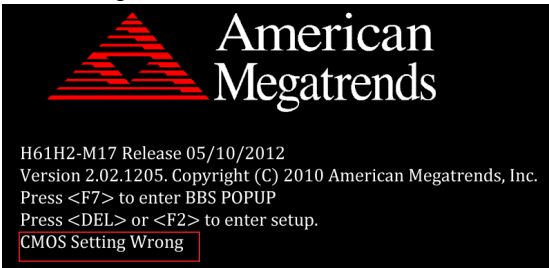 American
Megatrends
H61H2-M17 Release 05/10/2012
Version 2.02.1205. Copyright (C) 2010 American Megatrends, Inc.
Press <F7> to enter BBS POPUP
Press <DEL> or <F2> to enter setup.
CMOS Setting Wrong